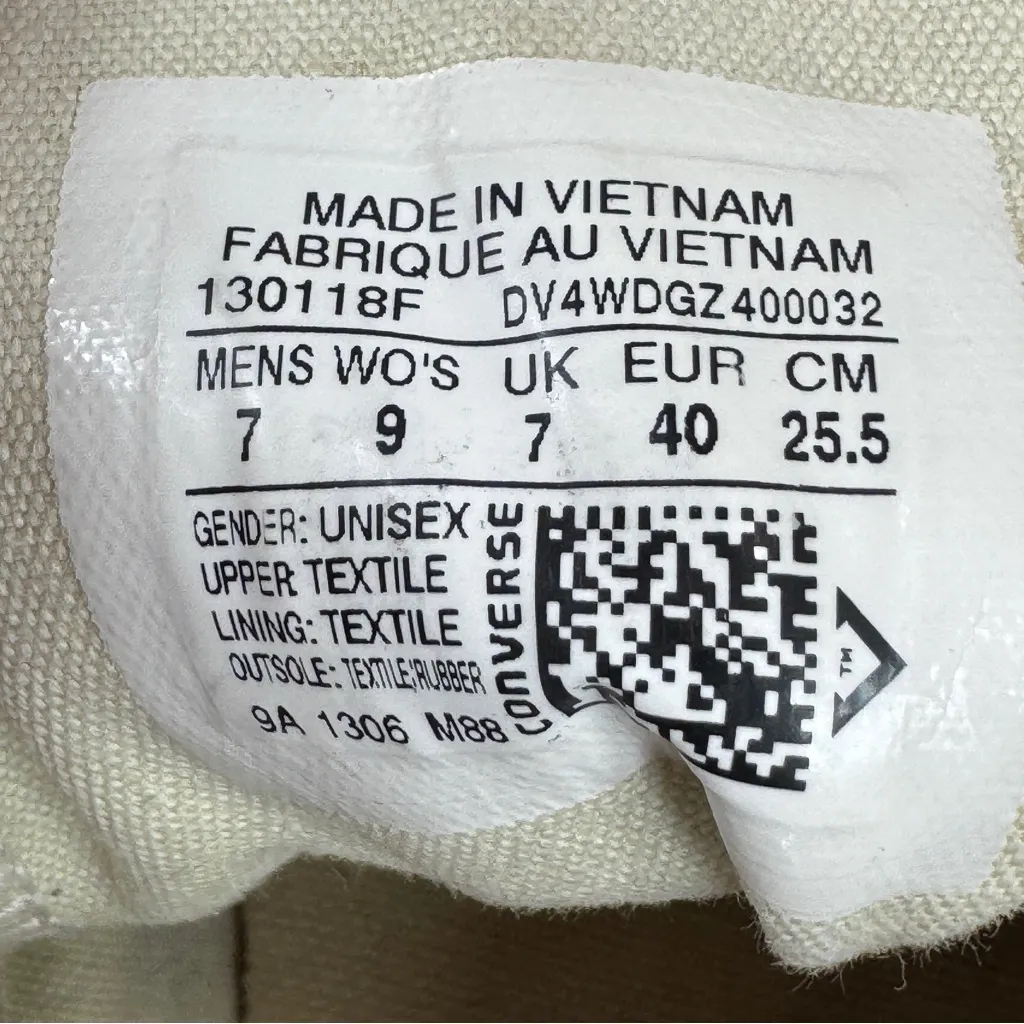 MADE IN VIETNAM
FABRIQUE AU VIETNAM
130118F DV4WDGZ400032
MENS WO'S UK EUR CM
7 9 7 40 25.5
GENDER: UNISEX
UPPER: TEXTILE
LINING: TEXTILE
OUTSOLE: TEXTILE;RUBBER
9A 1306 M88
CONVERSE
TM